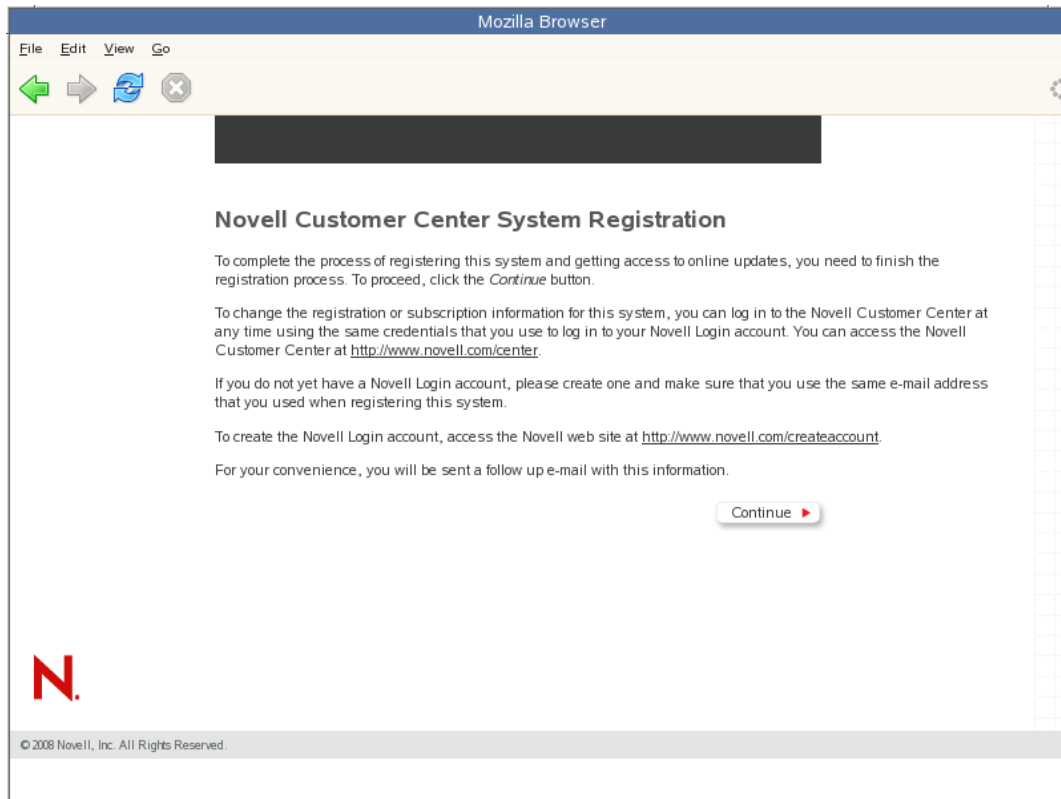 Mozilla Browser
File Edit View Go
Novell Customer Center System Registration
To complete the process of registering this system and getting access to online updates, you need to finish the
registration process. To proceed, click the Continue button.
To change the registration or subscription information for this system, you can log in to the Novell Customer Center at
any time using the same credentials that you use to log in to your Novell Login account. You can access the Novell
Customer Center at http://www.novell.com/center.
If you do not yet have a Novell Login account, please create one and make sure that you use the same e-mail address
that you used when registering this system.
To create the Novell Login account, access the Novell web site at http://www.novell.com/createaccount.
For your convenience, you will be sent a follow up e-mail with this information.
Continue
N.
© 2008 Novell, Inc. All Rights Reserved.